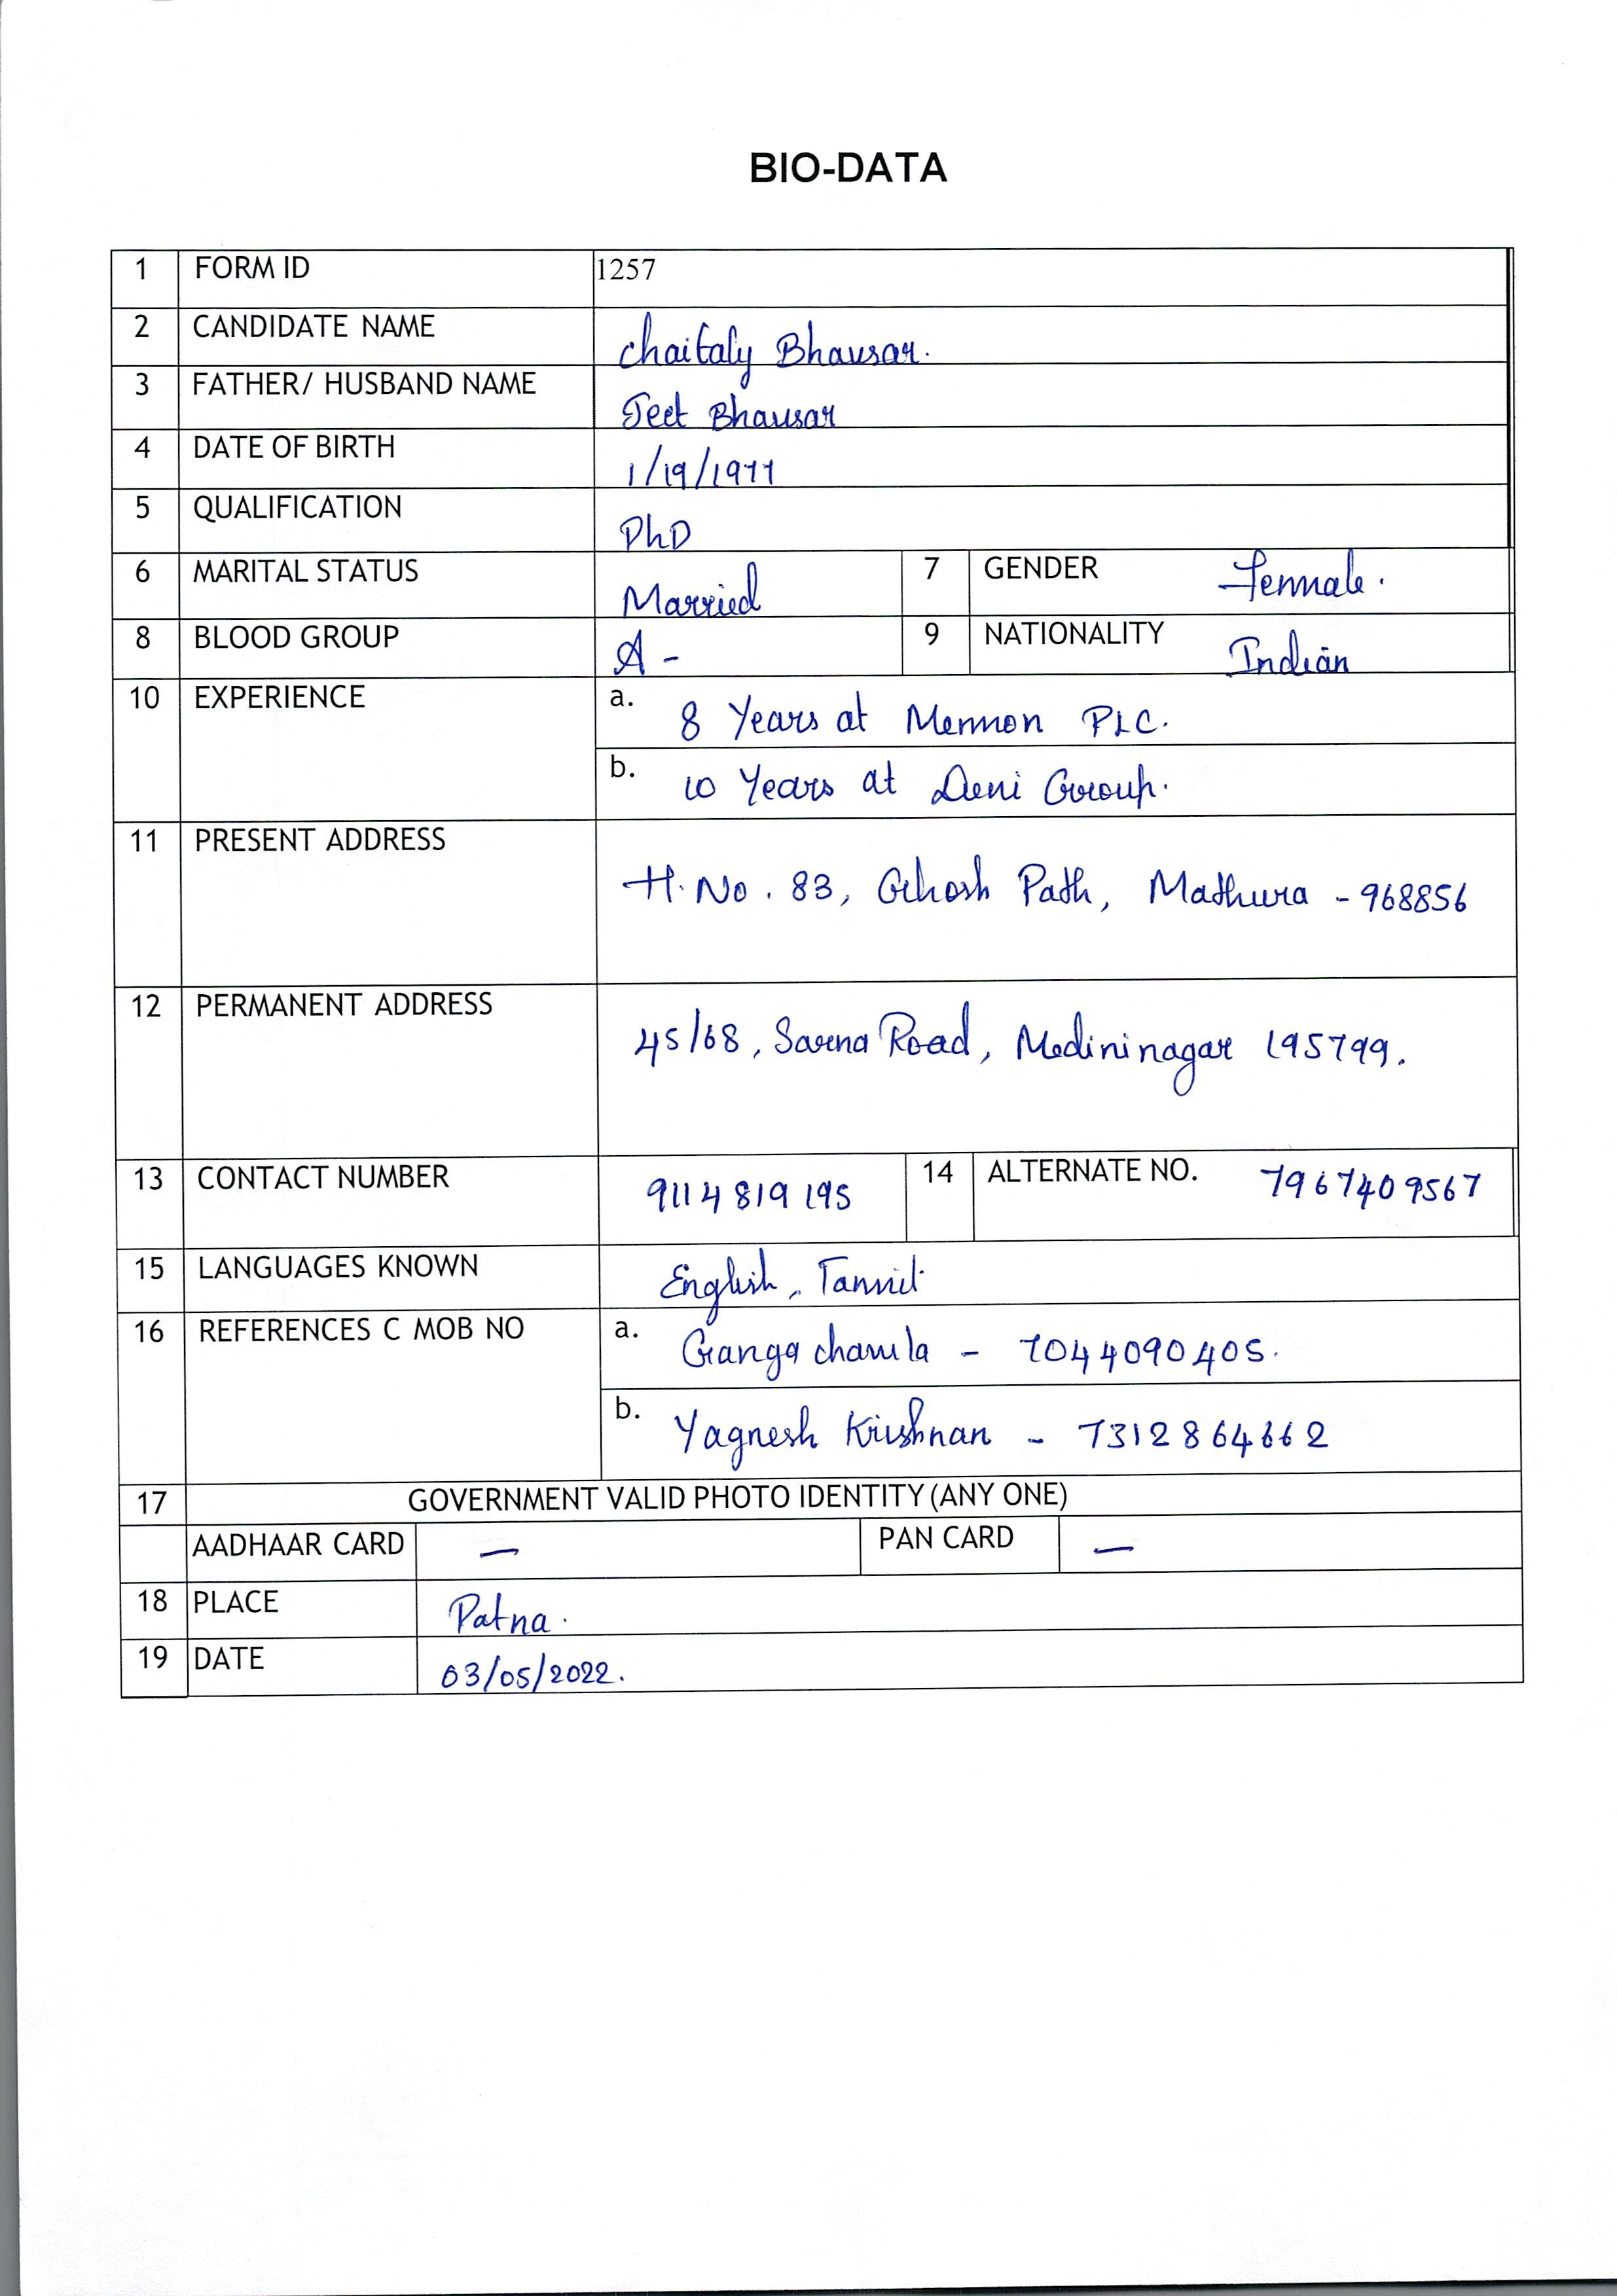 BIO-DATA
1 FORM ID 1257
2 CANDIDATE NAME Chaitaly Bhausar.
3 FATHER/ HUSBAND NAME Jeet Bhausar
4 DATE OF BIRTH 1/19/1977
5 QUALIFICATION PhD
6 MARITAL STATUS Married 7 GENDER Female.
8 BLOOD GROUP A- 9 NATIONALITY Indian
10 EXPERIENCE a. 8 Years at Memon PLC.
b. 10 Years at Deni Group.
11 PRESENT ADDRESS H.No. 83, Ghosh Path, Mathura - 968856
12 PERMANENT ADDRESS 45/68, Sarna Road, Medininagar 195799.
13 CONTACT NUMBER 9114819195 14 ALTERNATE NO. 7967409567
15 LANGUAGES KNOWN English, Tamil
16 REFERENCES C MOB NO a. Ganga chawla - 7044090405.
b. Yagnesh Krishnan - 7312864662
17 GOVERNMENT VALID PHOTO IDENTITY (ANY ONE)
AADHAAR CARD — PAN CARD —
18 PLACE Patna.
19 DATE 03/05/2022.